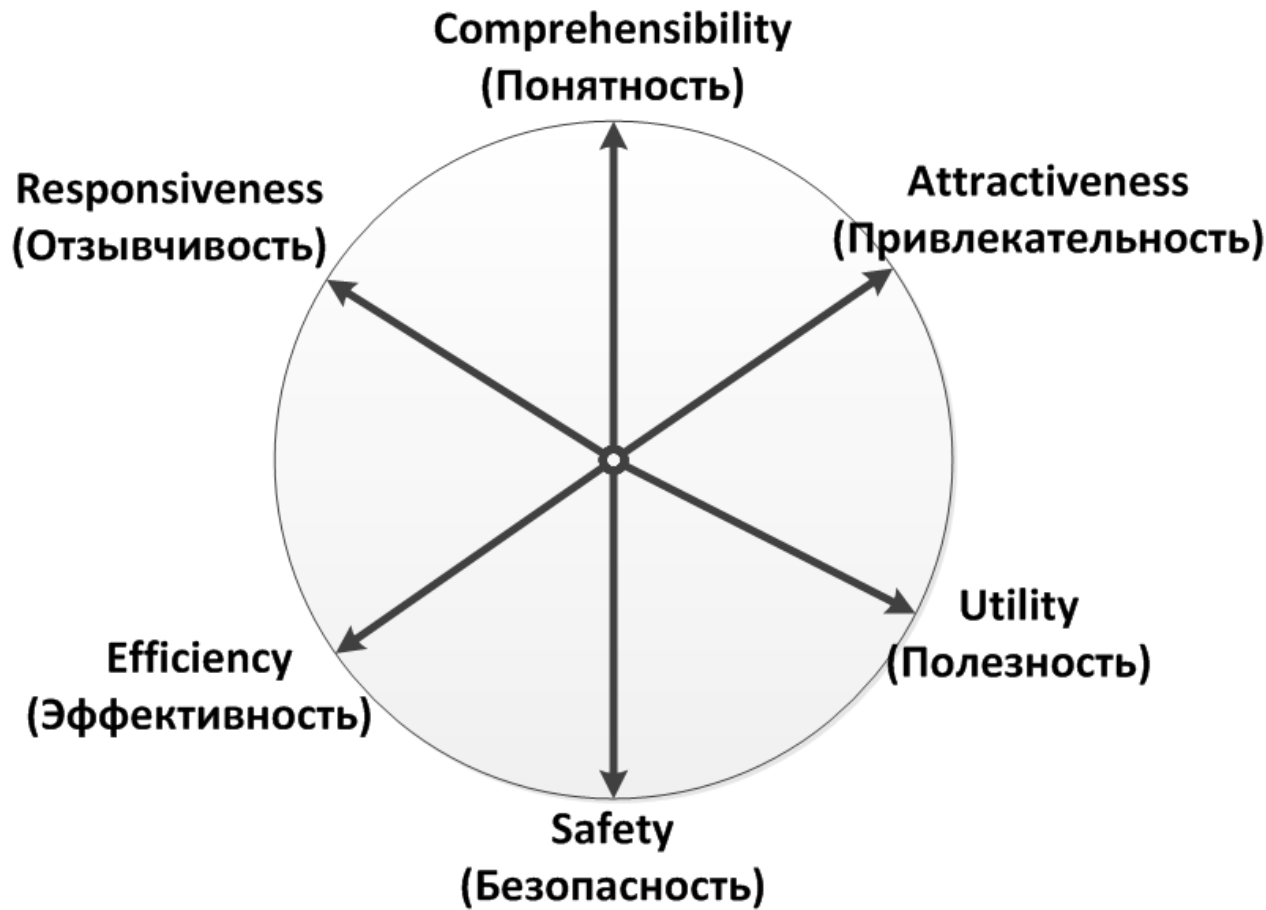 Comprehensibility
(Понятность)
Responsiveness
(Отзывчивость)
Attractiveness
(Привлекательность)
Efficiency
(Эффективность)
Utility
(Полезность)
Safety
(Безопасность)